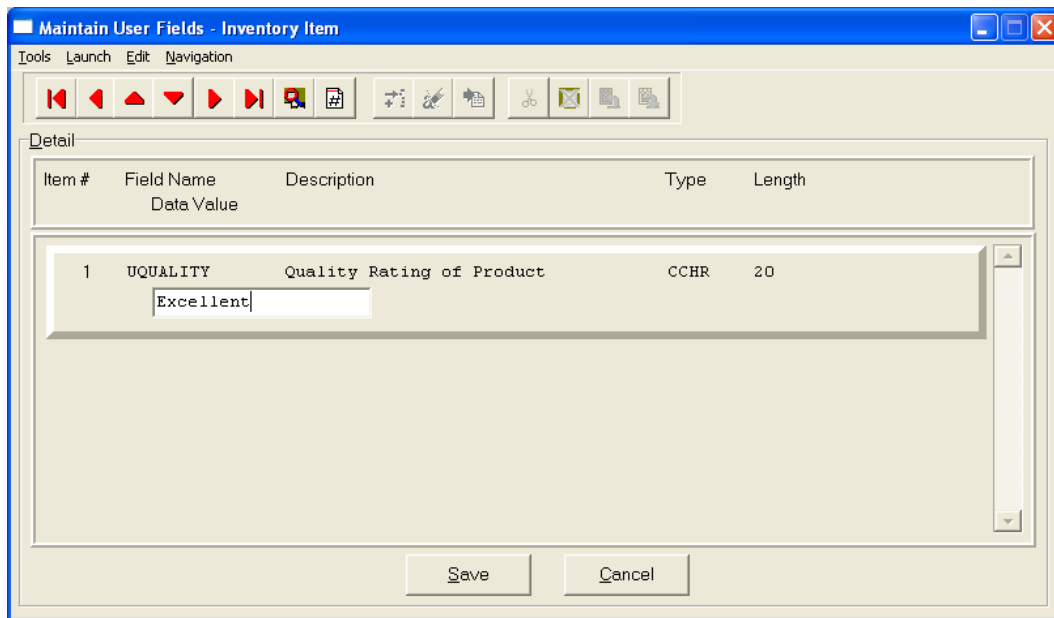 Maintain User Fields - Inventory Item
Tools Launch Edit Navigation
Detail
Item # Field Name Description Type Length
Data Value
1 UQUALITY Quality Rating of Product CCHR 20
Excellent
Save Cancel